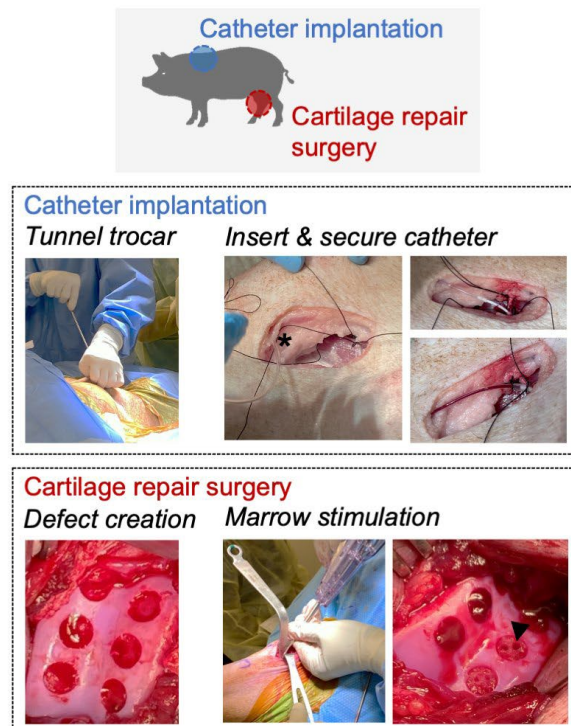 Catheter implantation
Cartilage repair
surgery
Catheter implantation
Tunnel trocar
Insert & secure catheter
*
Cartilage repair surgery
Defect creation
Marrow stimulation